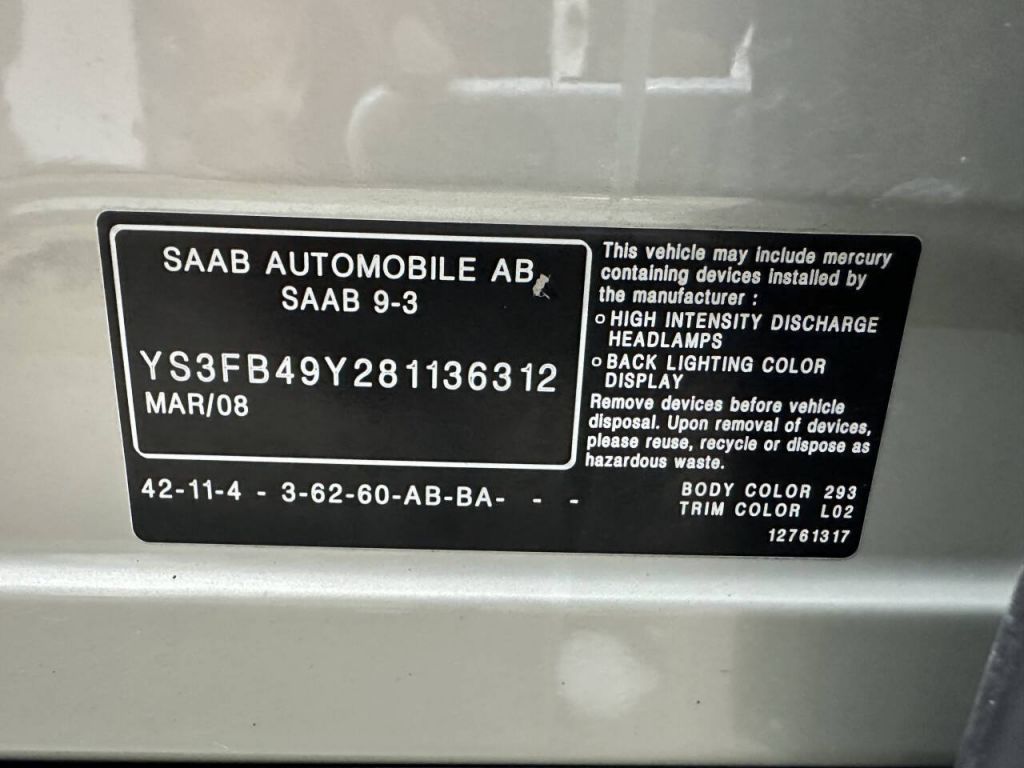 SAAB AUTOMOBILE AB
SAAB 9-3
YS3FB49Y281136312
MAR/08
42-11-4 - 3-62-60-AB-BA- - -
This vehicle may include mercury
containing devices installed by
the manufacturer :
o HIGH INTENSITY DISCHARGE
HEADLAMPS
o BACK LIGHTING COLOR
DISPLAY
Remove devices before vehicle
disposal. Upon removal of devices,
please reuse, recycle or dispose as
hazardous waste.
BODY COLOR 293
TRIM COLOR L02
12761317